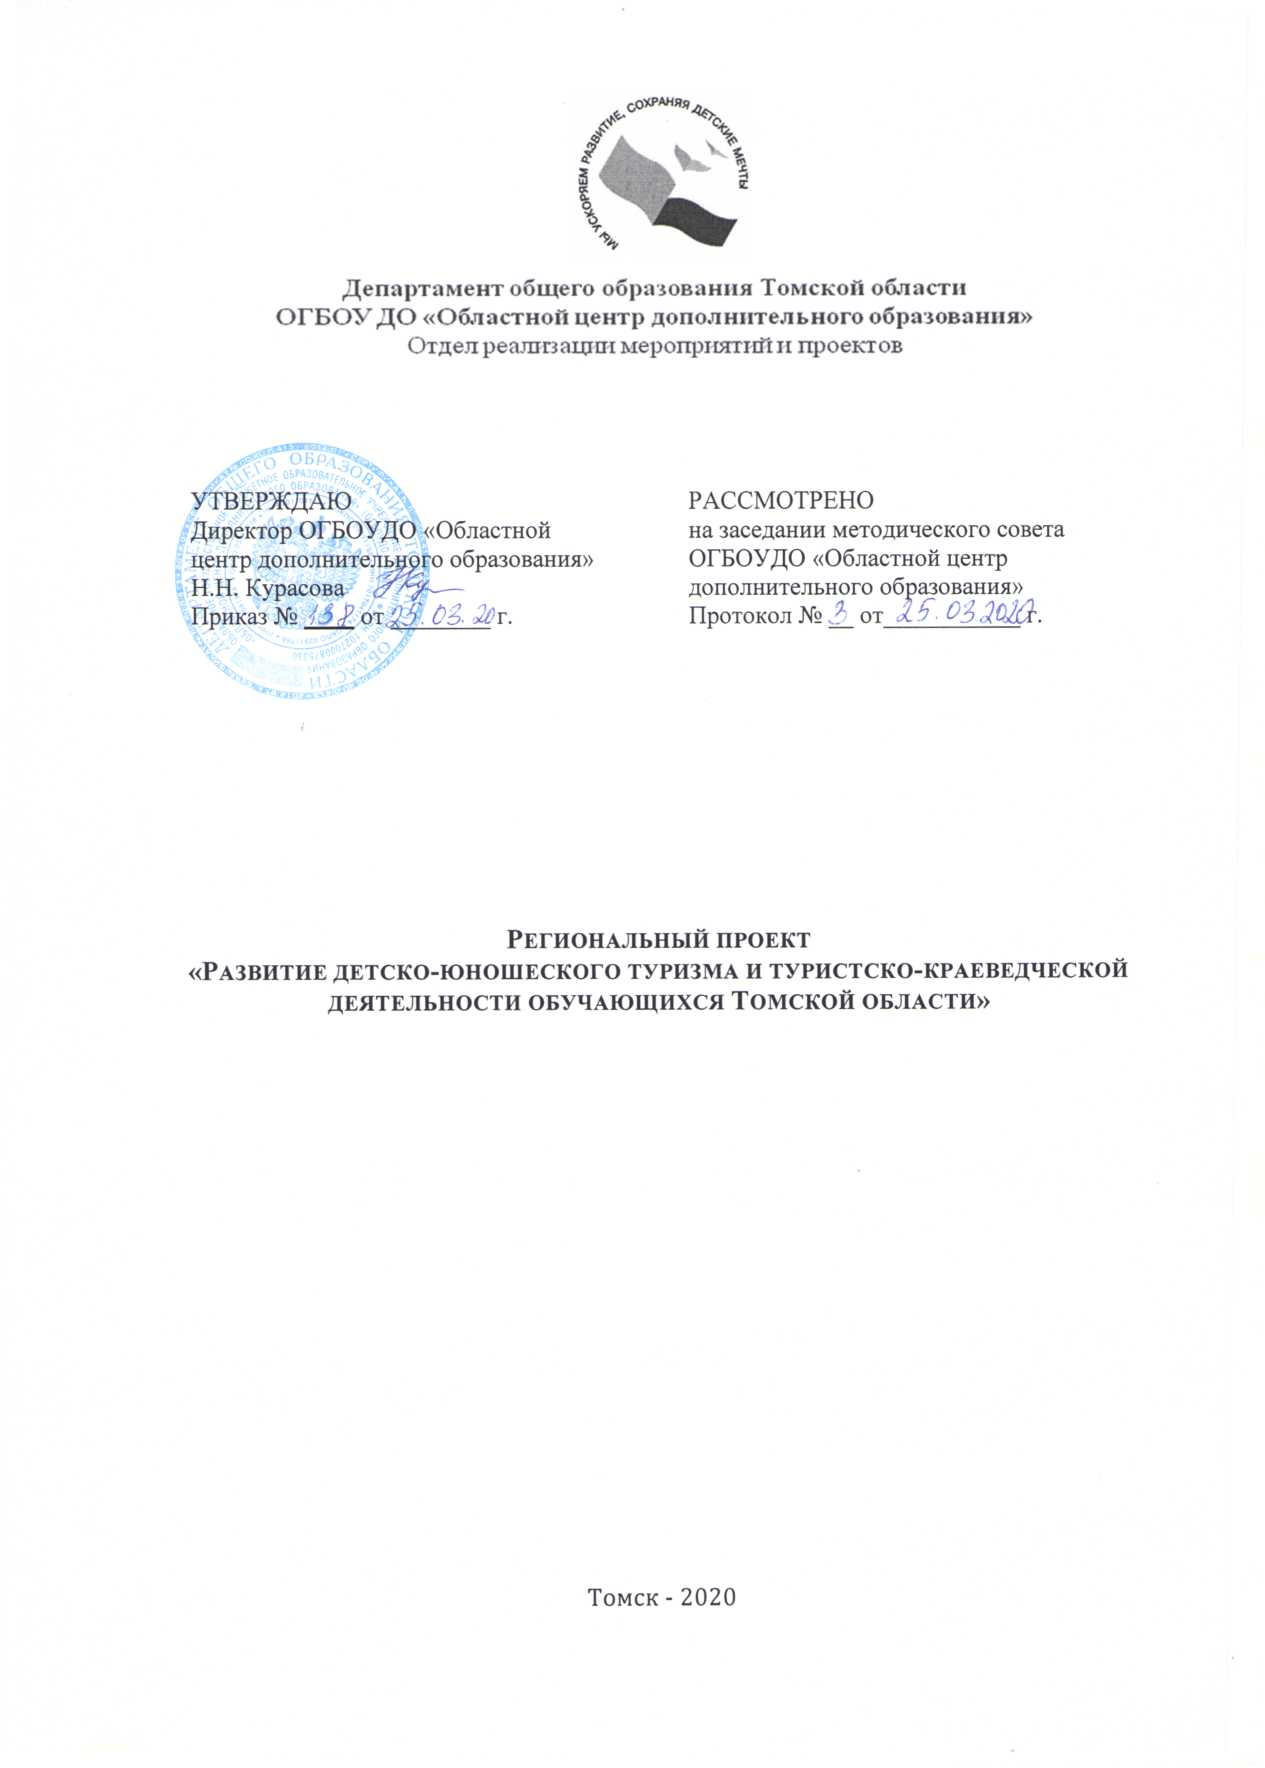 МЫ УСКОРЯЕМ РАЗВИТИЕ, СОХРАНЯЯ ДЕТСКИЕ МЕЧТЫ
Департамент общего образования Томской области
ОГБОУ ДО «Областной центр дополнительного образования»
Отдел реализации мероприятий и проектов
УТВЕРЖДАЮ
Директор ОГБОУДО «Областной
центр дополнительного образования»
Н.Н. Курасова
Приказ № 138 от 25.03.20 г.
РАССМОТРЕНО
на заседании методического совета
ОГБОУДО «Областной центр
дополнительного образования»
Протокол № 3 от 25.03.2020 г.
РЕГИОНАЛЬНЫЙ ПРОЕКТ
«РАЗВИТИЕ ДЕТСКО-ЮНОШЕСКОГО ТУРИЗМА И ТУРИСТСКО-КРАЕВЕДЧЕСКОЙ
ДЕЯТЕЛЬНОСТИ ОБУЧАЮЩИХСЯ ТОМСКОЙ ОБЛАСТИ»
Томск - 2020